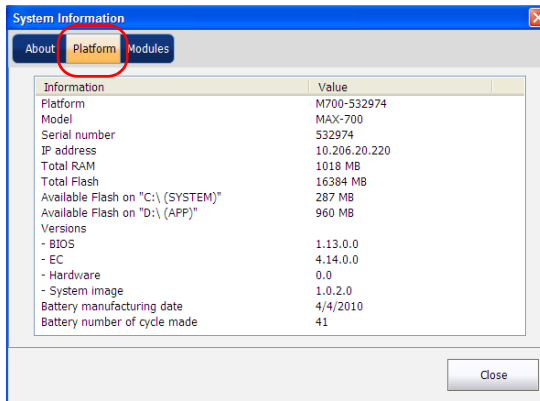 System Information
About Platform Modules
Information Value
Platform M700-532974
Model MAX-700
Serial number 532974
IP address 10.206.20.220
Total RAM 1018 MB
Total Flash 16384 MB
Available Flash on "C:\ (SYSTEM)" 287 MB
Available Flash on "D:\ (APP)" 960 MB
Versions
- BIOS 1.13.0.0
- EC 4.14.0.0
- Hardware 0.0
- System image 1.0.2.0
Battery manufacturing date 4/4/2010
Battery number of cycle made 41
Close